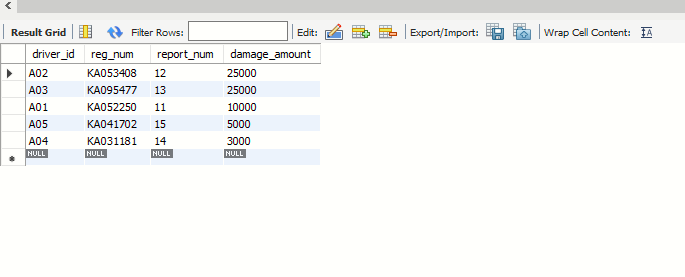 Result Grid Filter Rows: Edit: Export/Import: Wrap Cell Content: IA
driver_id reg_num report_num damage_amount
A02 KA053408 12 25000
A03 KA095477 13 25000
A01 KA052250 11 10000
A05 KA041702 15 5000
A04 KA031181 14 3000
NULL NULL NULL NULL